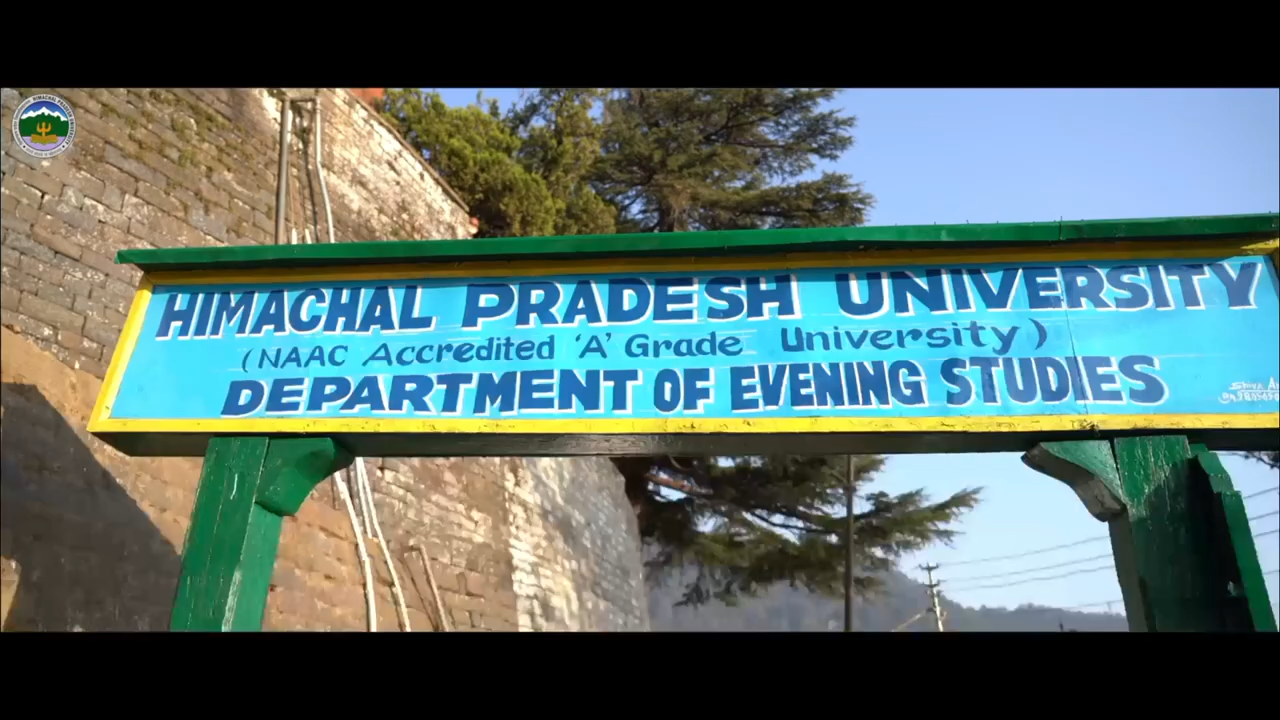 HIMACHAL PRADESH UNIVERSITY
(NAAC Accredited 'A' Grade University)
DEPARTMENT OF EVENING STUDIES